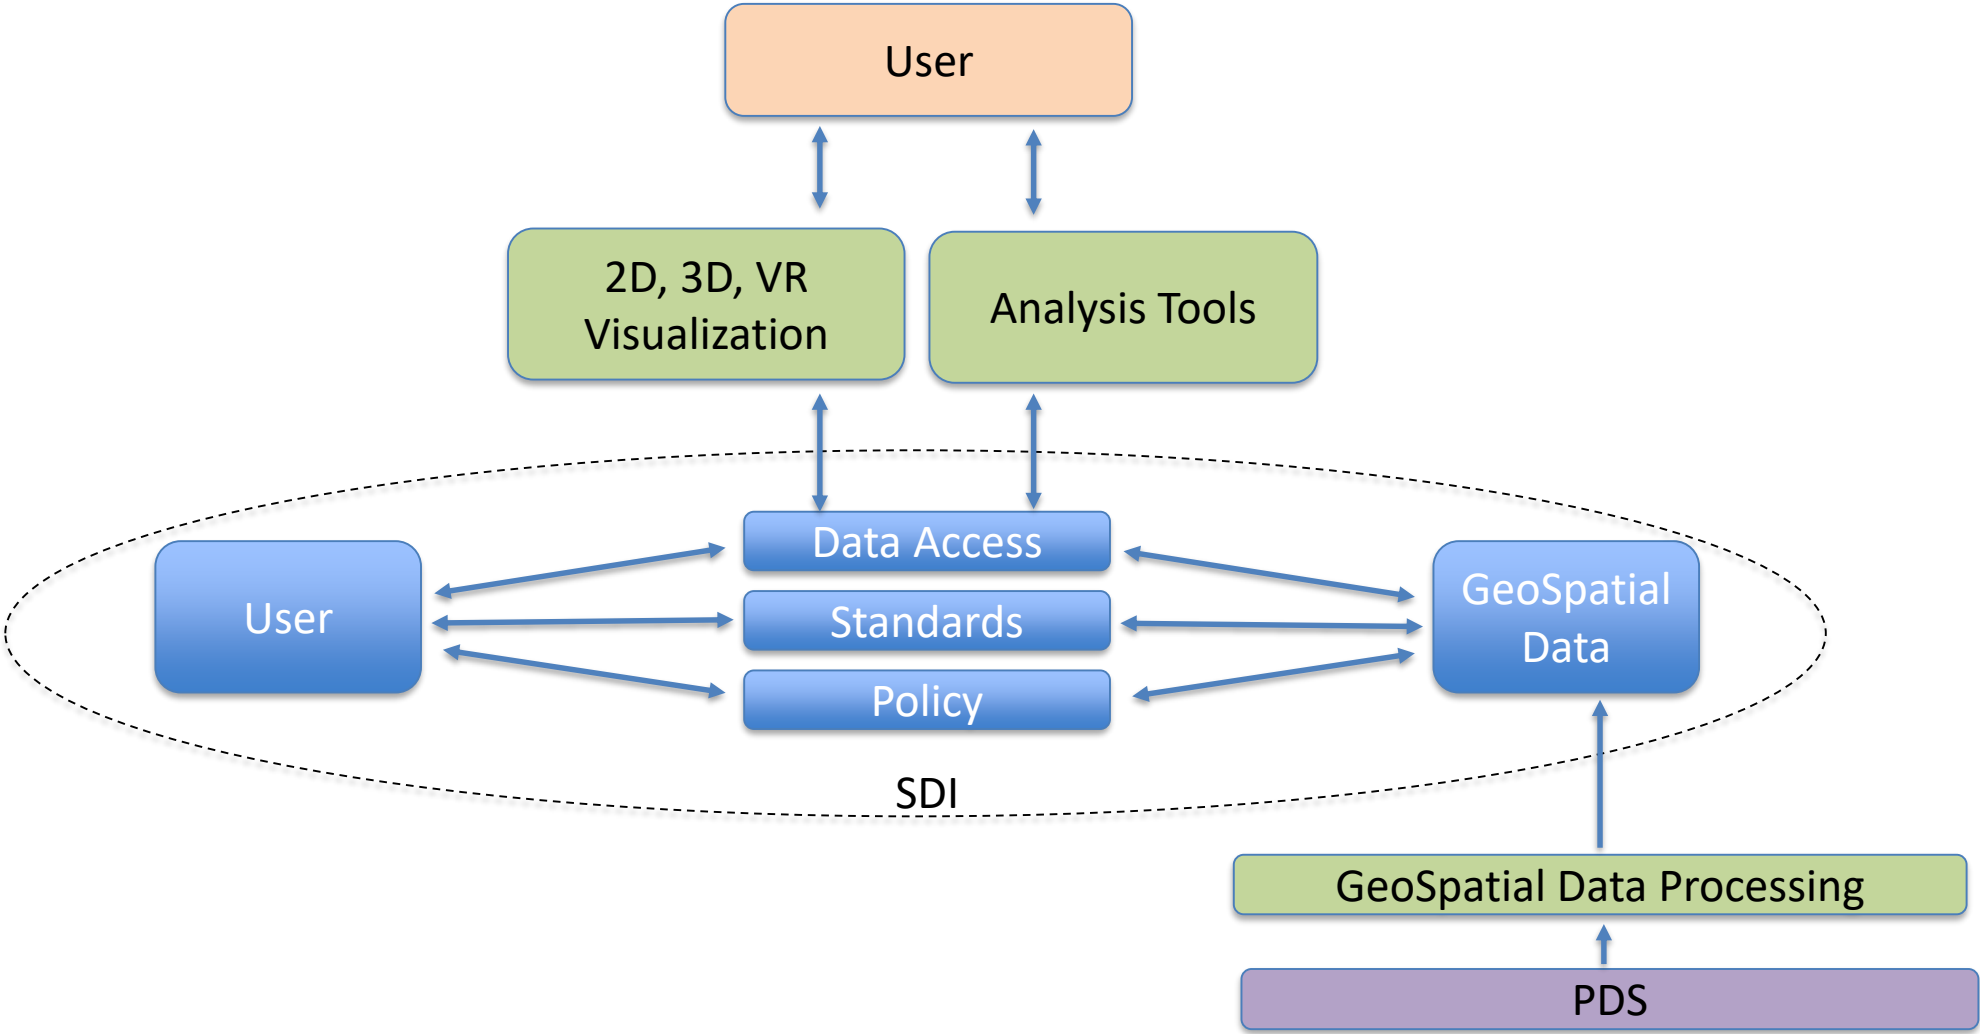 User
2D, 3D, VR
Visualization
Analysis Tools
Data Access
User
Standards
GeoSpatial
Data
Policy
SDI
GeoSpatial Data Processing
PDS